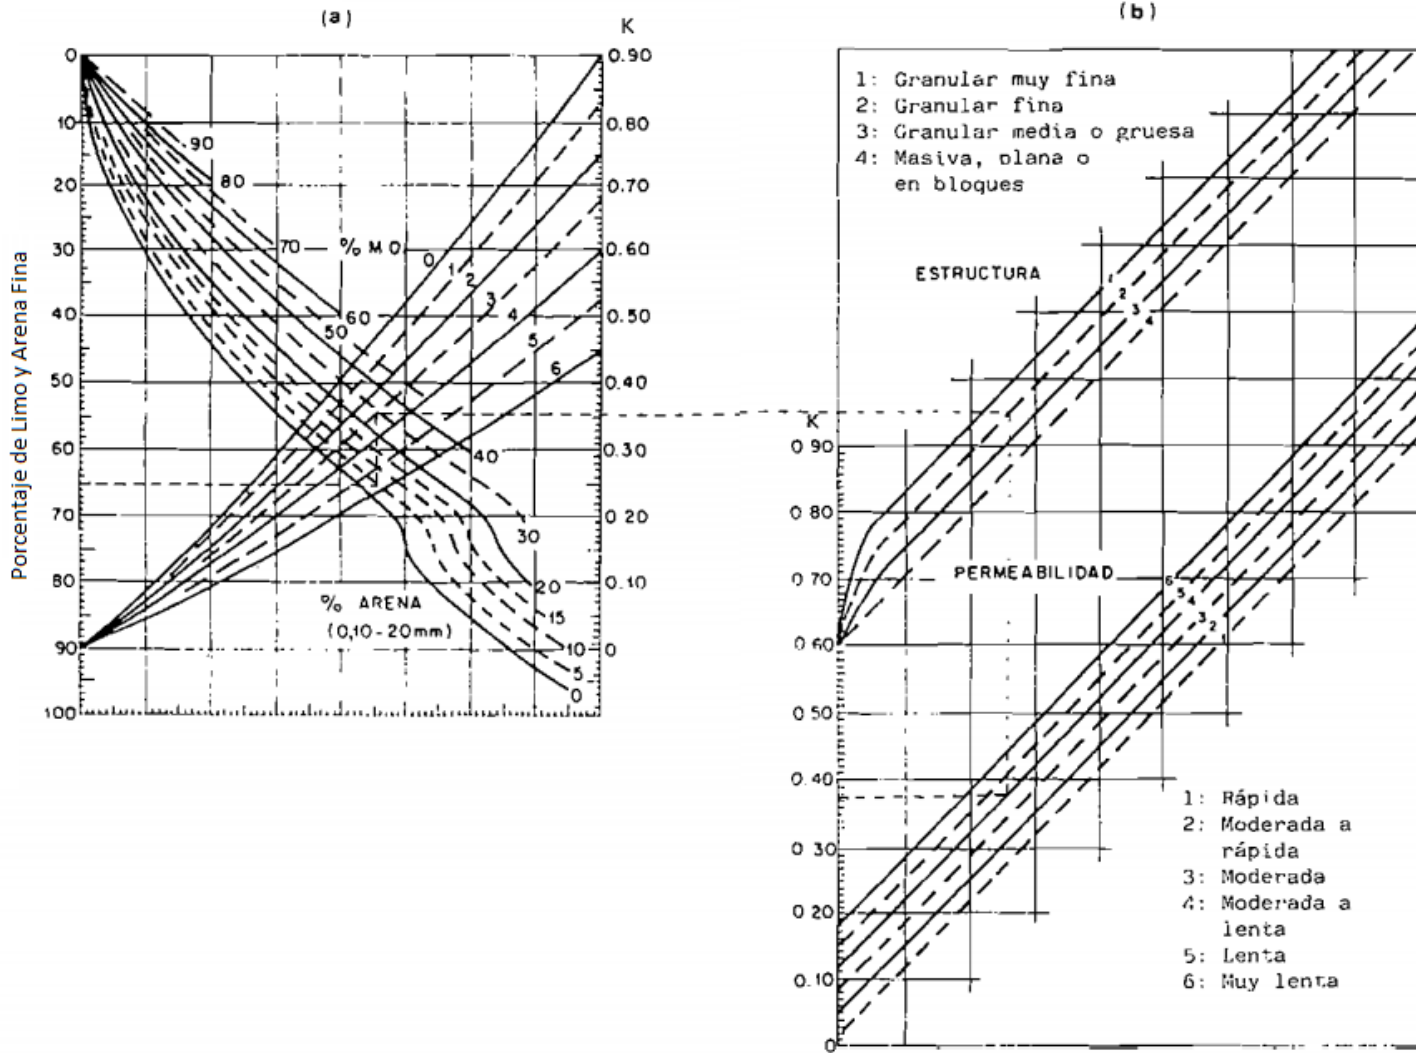 (a)
K
0
10
20
30
40
50
60
70
80
90
100
Porcentaje de Limo y Arena Fina
0.90
0.80
0.70
0.60
0.50
0.40
0.30
0.20
0.10
0
90
80
70
% M O
0
1
2
3
4
5
6
60
50
40
30
20
15
10
5
0
% ARENA
(0,10-20mm)
(b)
1: Granular muy fina
2: Granular fina
3: Granular media o gruesa
4: Masiva, plana o
en bloques
ESTRUCTURA
1
2
3
4
K
0.90
0.80
0.70
0.60
0.50
0.40
0.30
0.20
0.10
0
PERMEABILIDAD
6
5
4
3
2
1
1: Rápida
2: Moderada a
rápida
3: Moderada
4: Moderada a
lenta
5: Lenta
6: Muy lenta